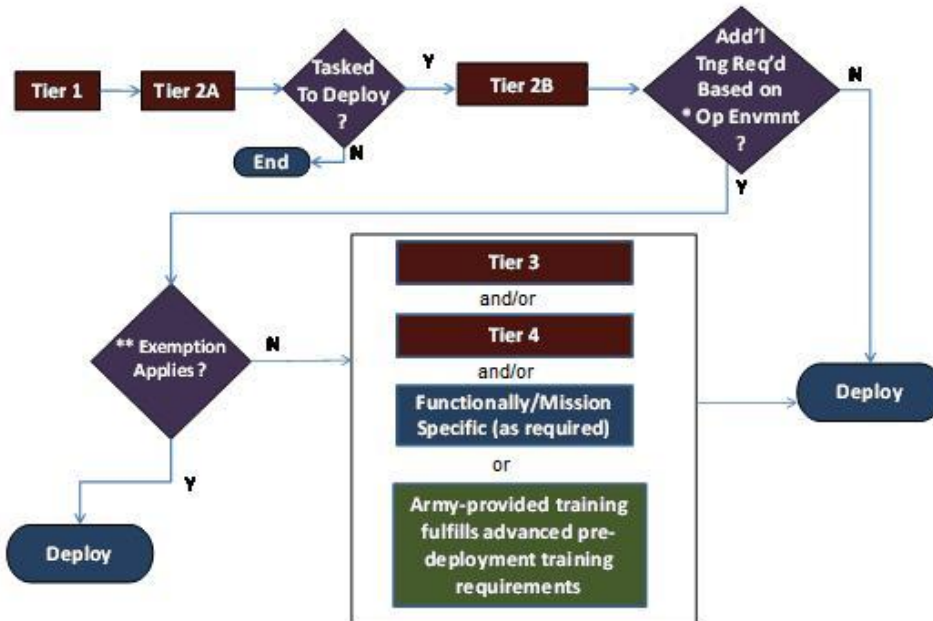 Tier 1
Tier 2A
Tasked
To Deploy
?
Y
N
End
Tier 2B
Add'l
Tng Req'd
Based on
* Op Envmnt
?
N
Y
** Exemption
Applies ?
N
Y
Deploy
Tier 3
and/or
Tier 4
and/or
Functionally/Mission
Specific (as required)
or
Army-provided training
fulfills advanced pre-
deployment training
requirements
Deploy